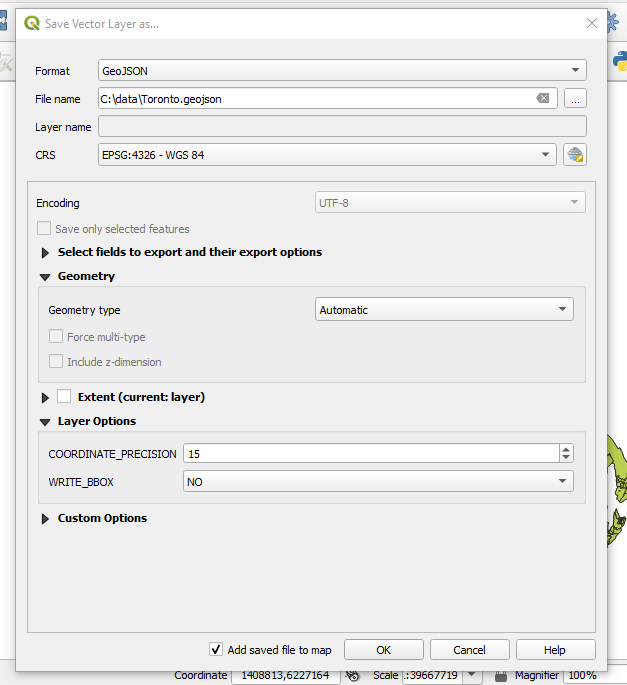 Save Vector Layer as...
Format GeoJSON
File name C:\data\Toronto.geojson ...
Layer name
CRS EPSG:4326 - WGS 84
Encoding UTF-8
Save only selected features
Select fields to export and their export options
Geometry
Geometry type Automatic
Force multi-type
Include z-dimension
Extent (current: layer)
Layer Options
COORDINATE_PRECISION 15
WRITE_BBOX NO
Custom Options
Add saved file to map OK Cancel Help
Coordinate 1408813,6227164 Scale .:39667719 Magnifier 100%